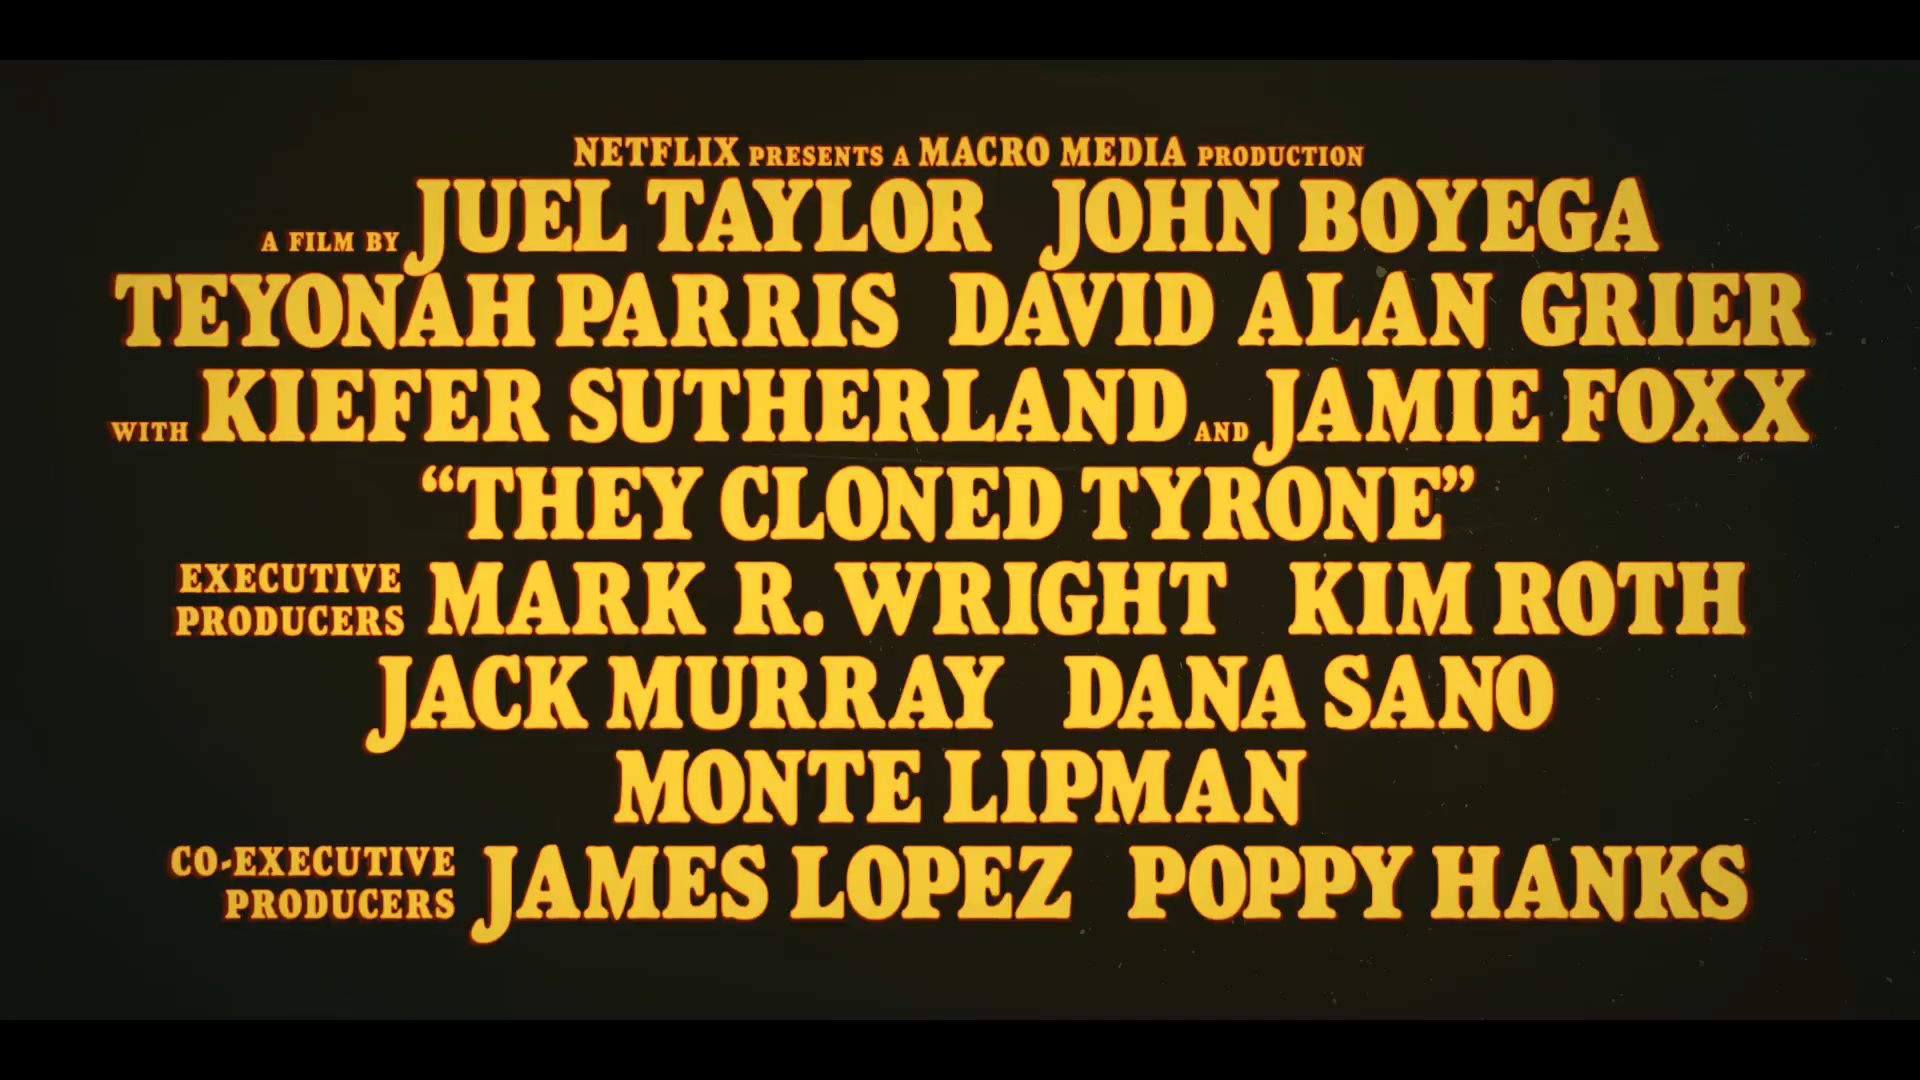 NETFLIX PRESENTS A MACRO MEDIA PRODUCTION
A FILM BY JUEL TAYLOR JOHN BOYEGA
TEYONAH PARRIS DAVID ALAN GRIER
WITH KIEFER SUTHERLAND AND JAMIE FOXX
“THEY CLONED TYRONE”
EXECUTIVE PRODUCERS MARK R. WRIGHT KIM ROTH
JACK MURRAY DANA SANO
MONTE LIPMAN
CO-EXECUTIVE PRODUCERS JAMES LOPEZ POPPY HANKS